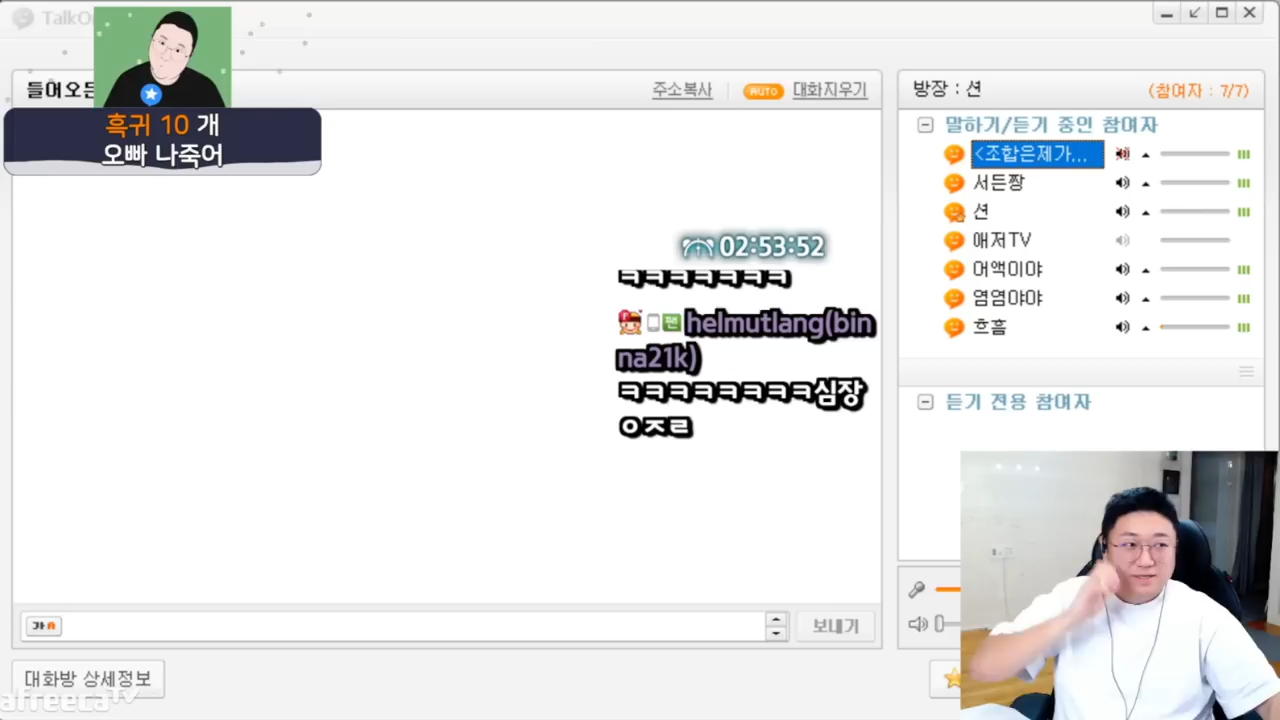 흑귀 10 개
오빠 나죽어
들어오든
주소복사
AUTO
대화지우기
02:53:52
ㅋㅋㅋㅋㅋㅋㅋ
팬
helmutlang(bin
na21k)
ㅋㅋㅋㅋㅋㅋㅋㅋ심장
ㅇㅈㄹ
가
보내기
대화방 상세정보
afreecaTV
방장 : 션
(참여자 : 7/7)
말하기/듣기 중인 참여자
<조합은제가...
서든짱
션
애저TV
어액이야
염염야야
흐흠
듣기 전용 참여자